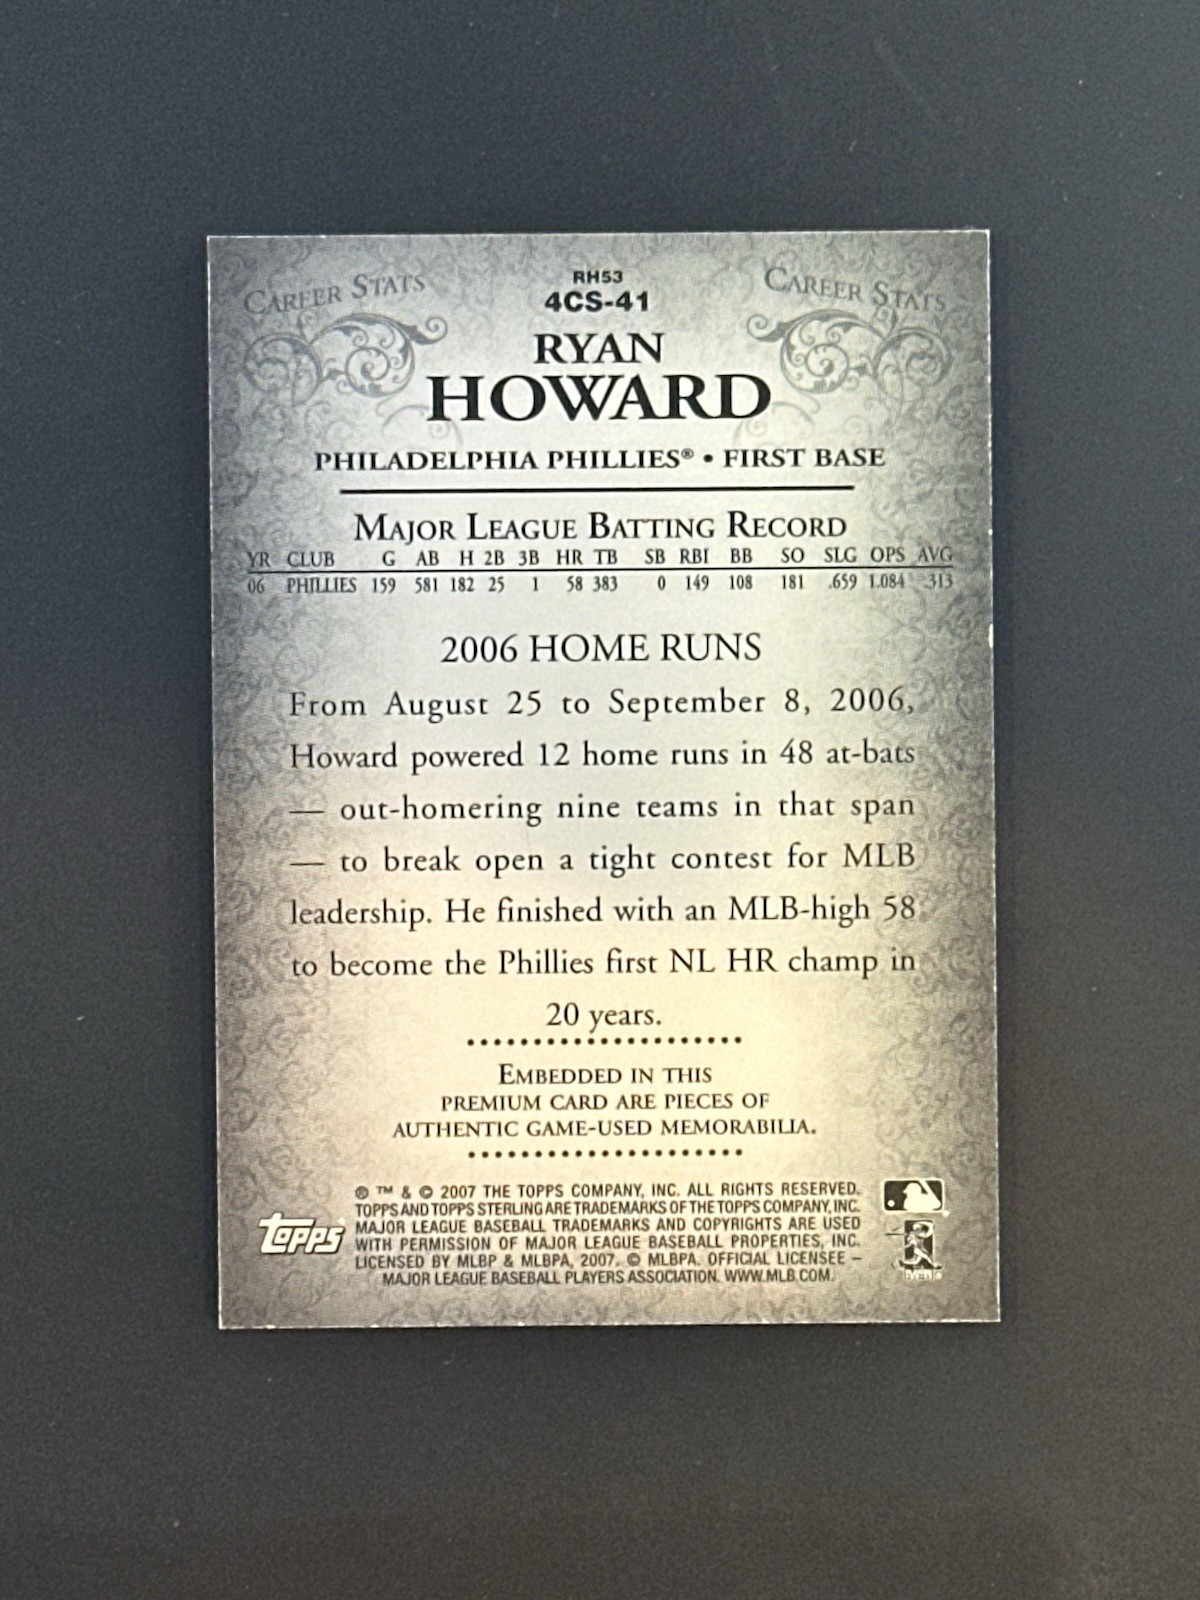 CAREER STATS
RH53
CAREER STATS
4CS-41
RYAN
HOWARD
PHILADELPHIA PHILLIES® • FIRST BASE
MAJOR LEAGUE BATTING RECORD
YR CLUB G AB H 2B 3B HR TB SB RBI BB SO SLG OPS AVG
06 PHILLIES 159 581 182 25 1 58 383 0 149 108 181 .659 1.084 .313
2006 HOME RUNS
From August 25 to September 8, 2006,
Howard powered 12 home runs in 48 at-bats
— out-homering nine teams in that span
— to break open a tight contest for MLB
leadership. He finished with an MLB-high 58
to become the Phillies first NL HR champ in
20 years.
EMBEDDED IN THIS
PREMIUM CARD ARE PIECES OF
AUTHENTIC GAME-USED MEMORABILIA.
® ™ & © 2007 THE TOPPS COMPANY, INC. ALL RIGHTS RESERVED.
TOPPS AND TOPPS STERLING ARE TRADEMARKS OF THE TOPPS COMPANY, INC.
MAJOR LEAGUE BASEBALL TRADEMARKS AND COPYRIGHTS ARE USED
WITH PERMISSION OF MAJOR LEAGUE BASEBALL PROPERTIES, INC.
LICENSED BY MLBP & MLBPA, 2007. © MLBPA. OFFICIAL LICENSEE –
MAJOR LEAGUE BASEBALL PLAYERS ASSOCIATION. WWW.MLB.COM.
Topps